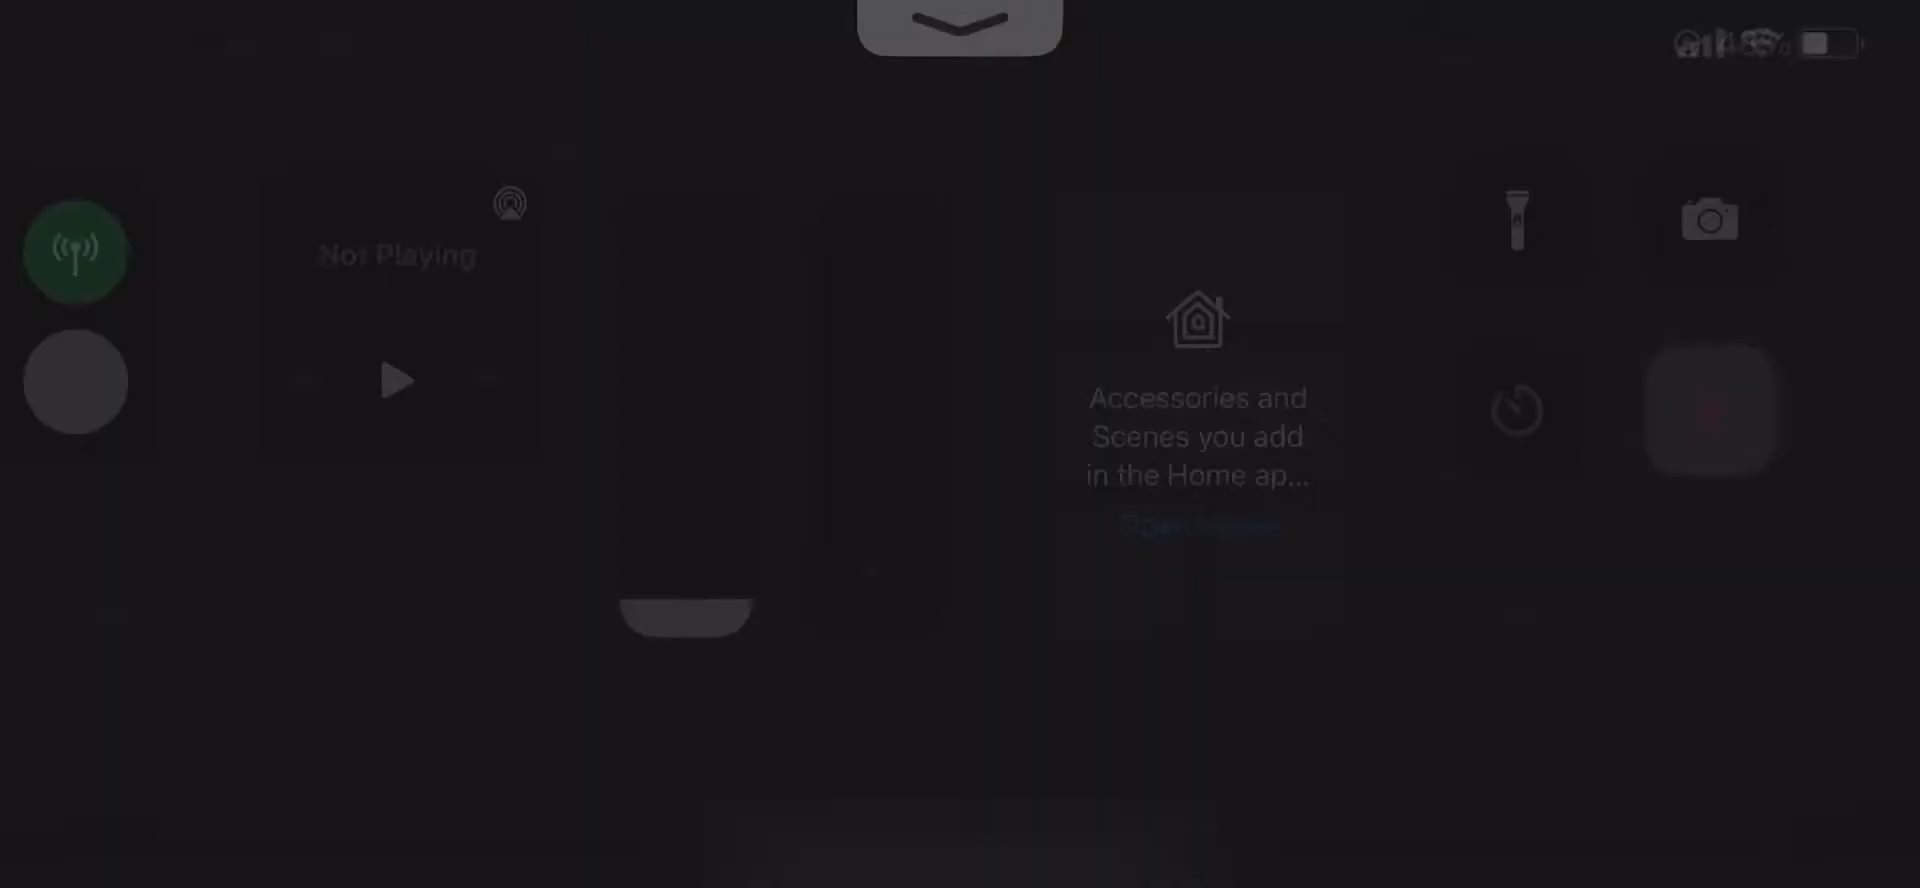 Not Playing
Accessories and
Scenes you add
in the Home ap...